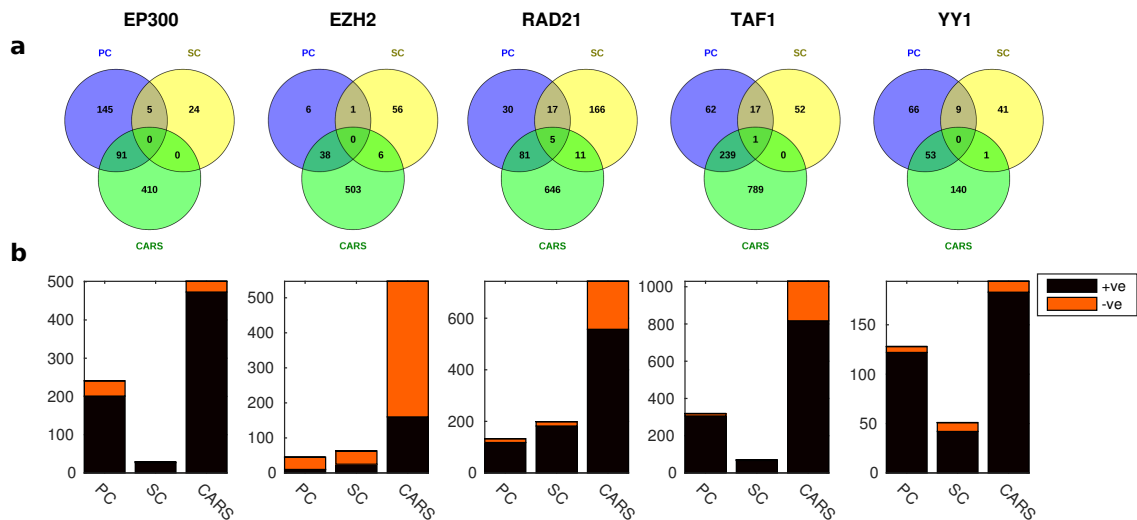 EP300 EZH2 RAD21 TAF1 YY1
a
PC SC PC SC PC SC PC SC PC SC
145 5 24 6 1 56 30 17 166 62 17 52 66 9 41
0 0 5 1 0
91 0 38 6 81 11 239 0 53 1
410 503 646 789 140
CARS CARS CARS CARS CARS
b
500
400
300
200
100
0
PC SC CARS
500
400
300
200
100
0
PC SC CARS
600
400
200
0
PC SC CARS
1000
800
600
400
200
0
PC SC CARS
150
100
50
0
PC SC CARS
+ve
-ve